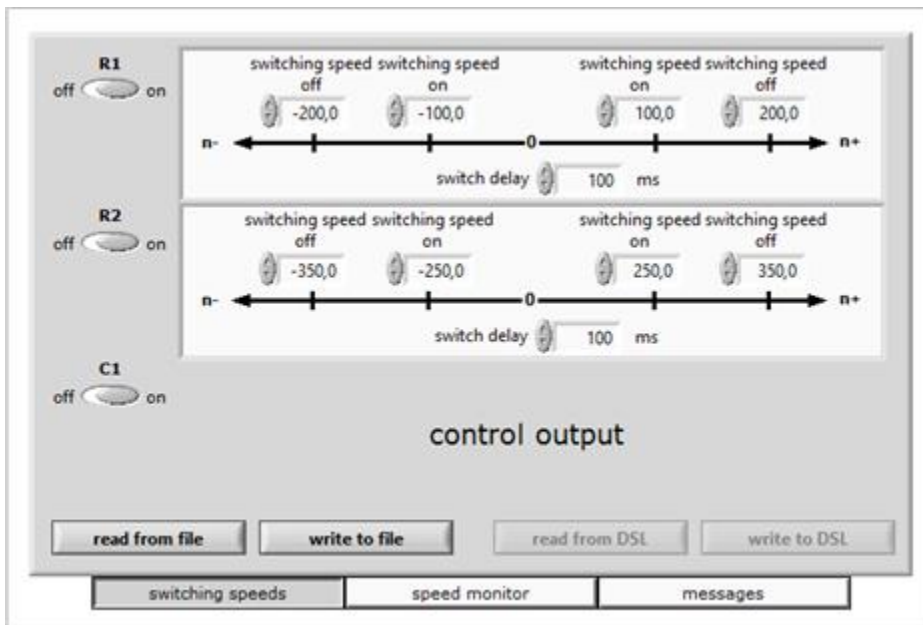 R1
off on
switching speed switching speed switching speed switching speed
off on on off
-200,0 -100,0 100,0 200,0
n- 0 n+
switch delay 100 ms
R2
off on
switching speed switching speed switching speed switching speed
off on on off
-350,0 -250,0 250,0 350,0
n- 0 n+
switch delay 100 ms
C1
off on
control output
read from file write to file read from DSL write to DSL
switching speeds speed monitor messages